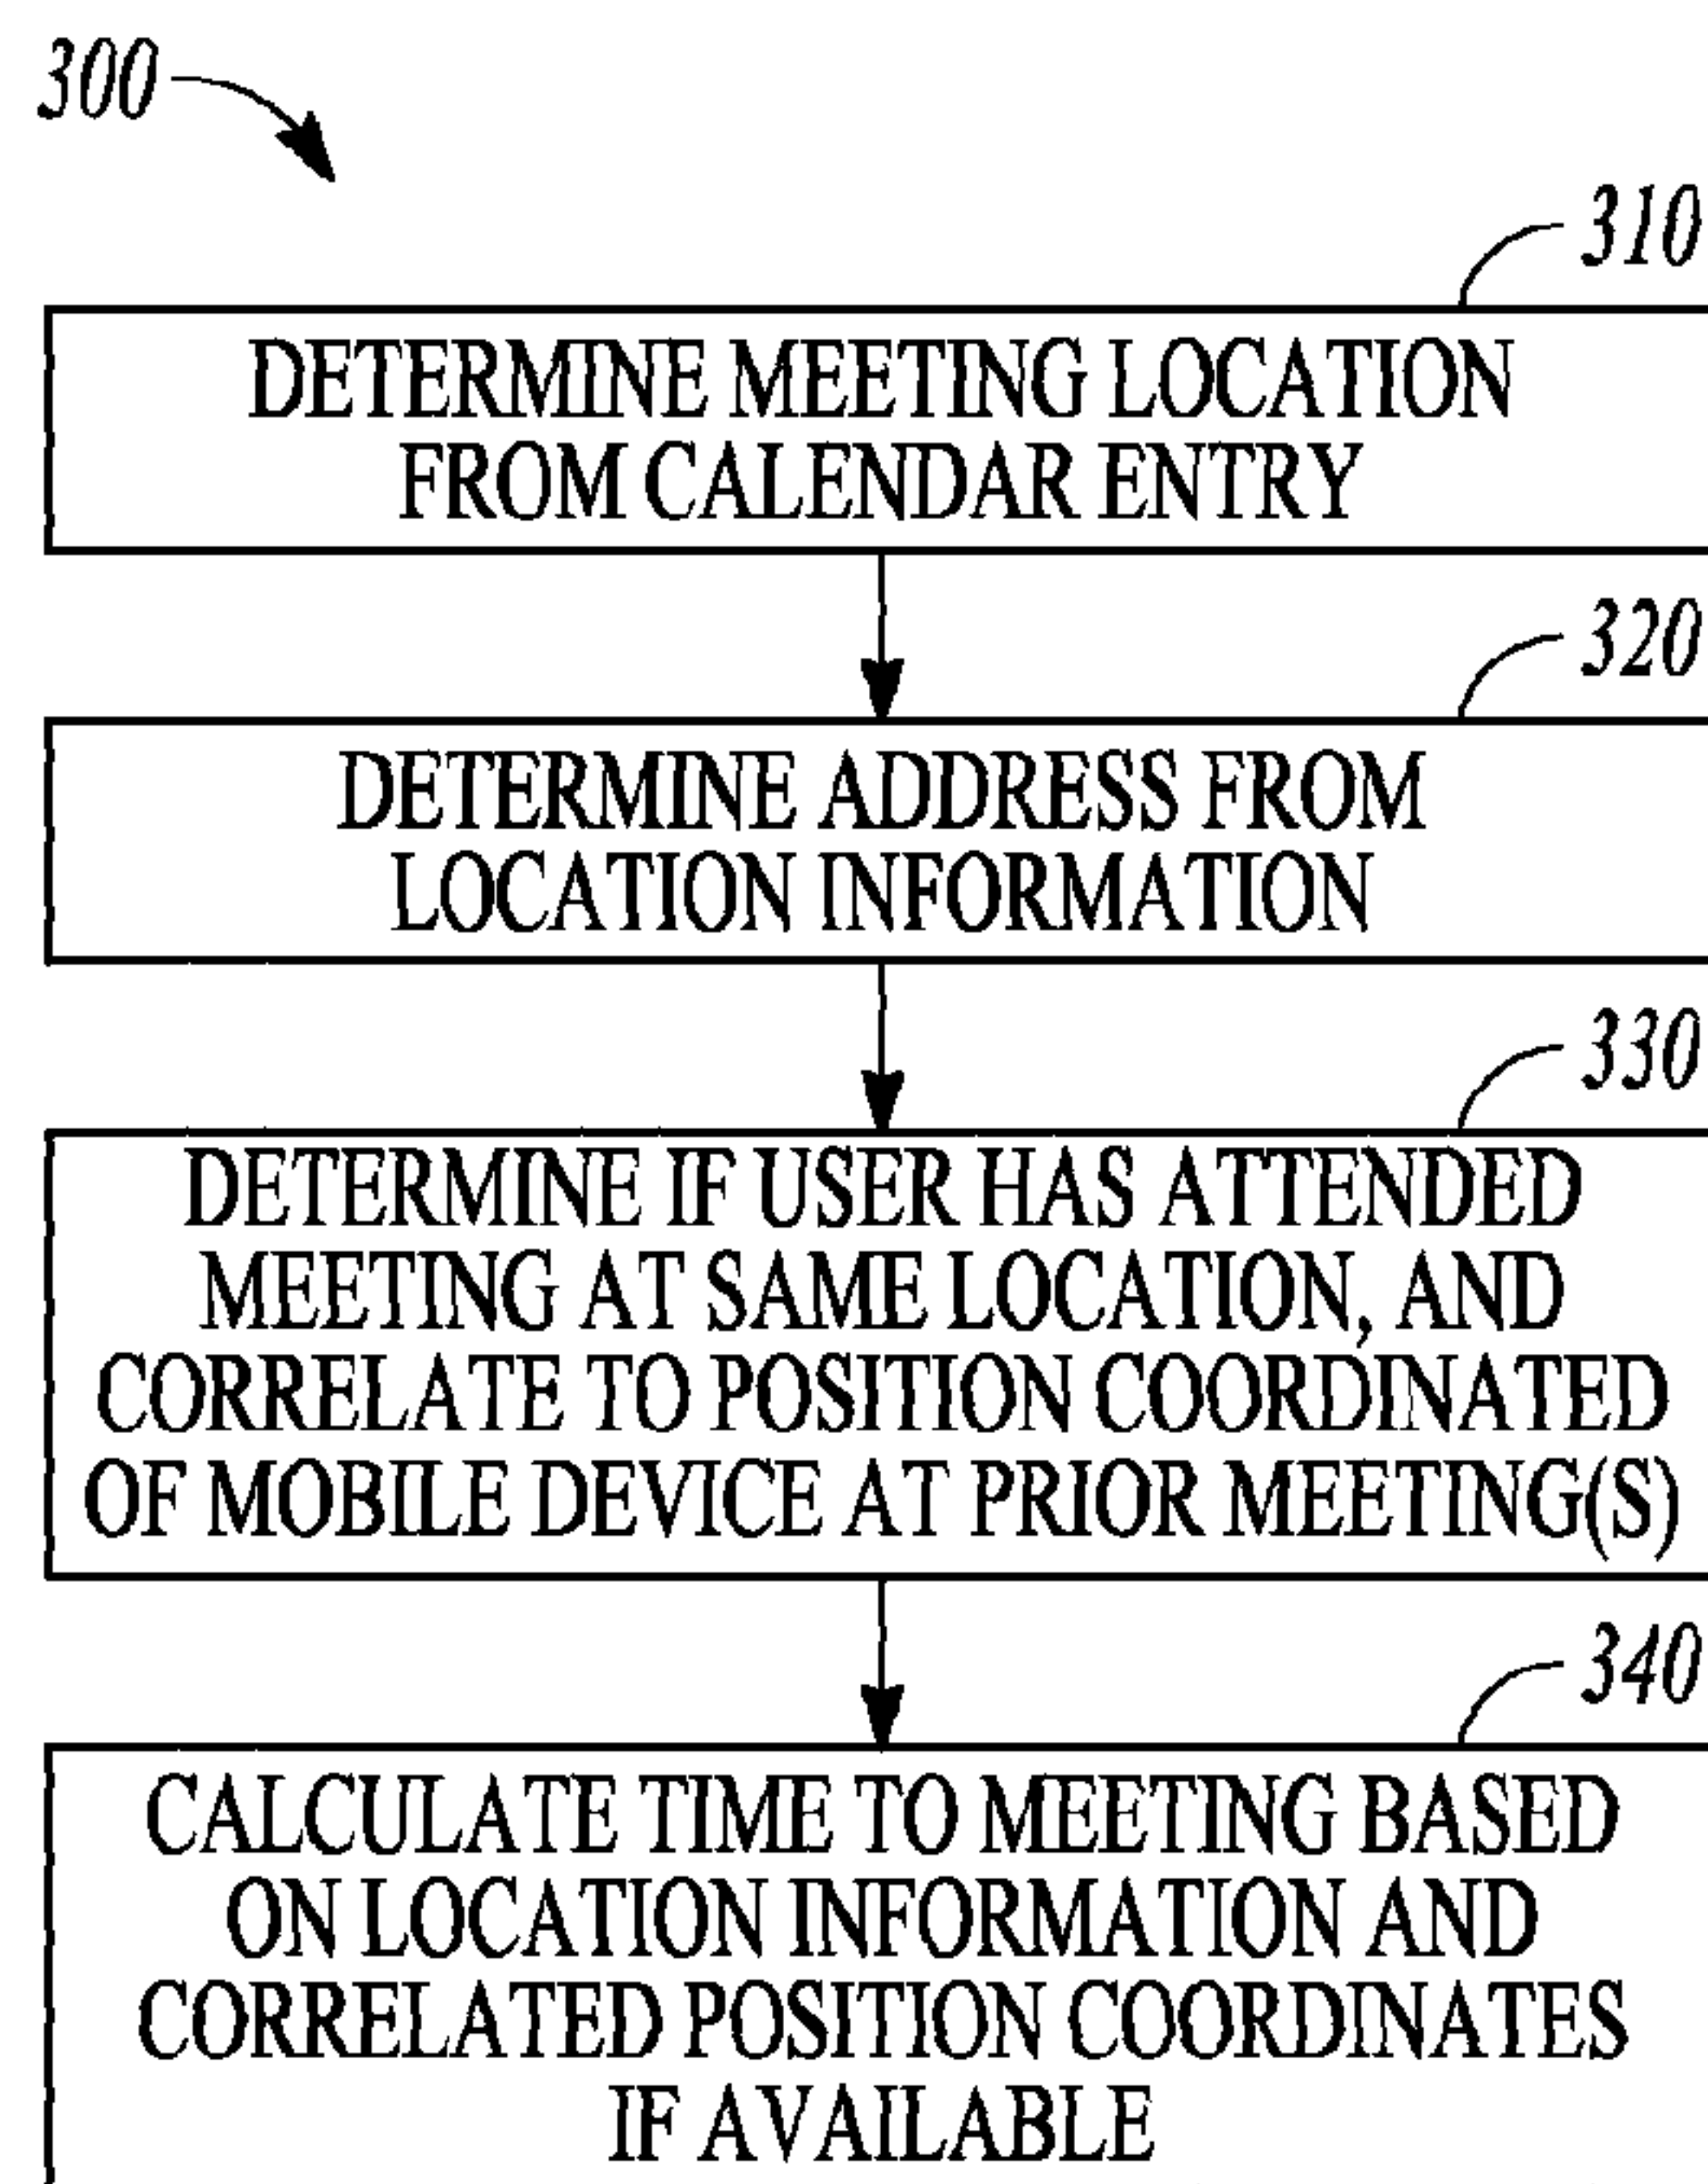 300
310
DETERMINE MEETING LOCATION
FROM CALENDAR ENTRY
320
DETERMINE ADDRESS FROM
LOCATION INFORMATION
330
DETERMINE IF USER HAS ATTENDED
MEETING AT SAME LOCATION, AND
CORRELATE TO POSITION COORDINATED
OF MOBILE DEVICE AT PRIOR MEETING(S)
340
CALCULATE TIME TO MEETING BASED
ON LOCATION INFORMATION AND
CORRELATED POSITION COORDINATES
IF AVAILABLE